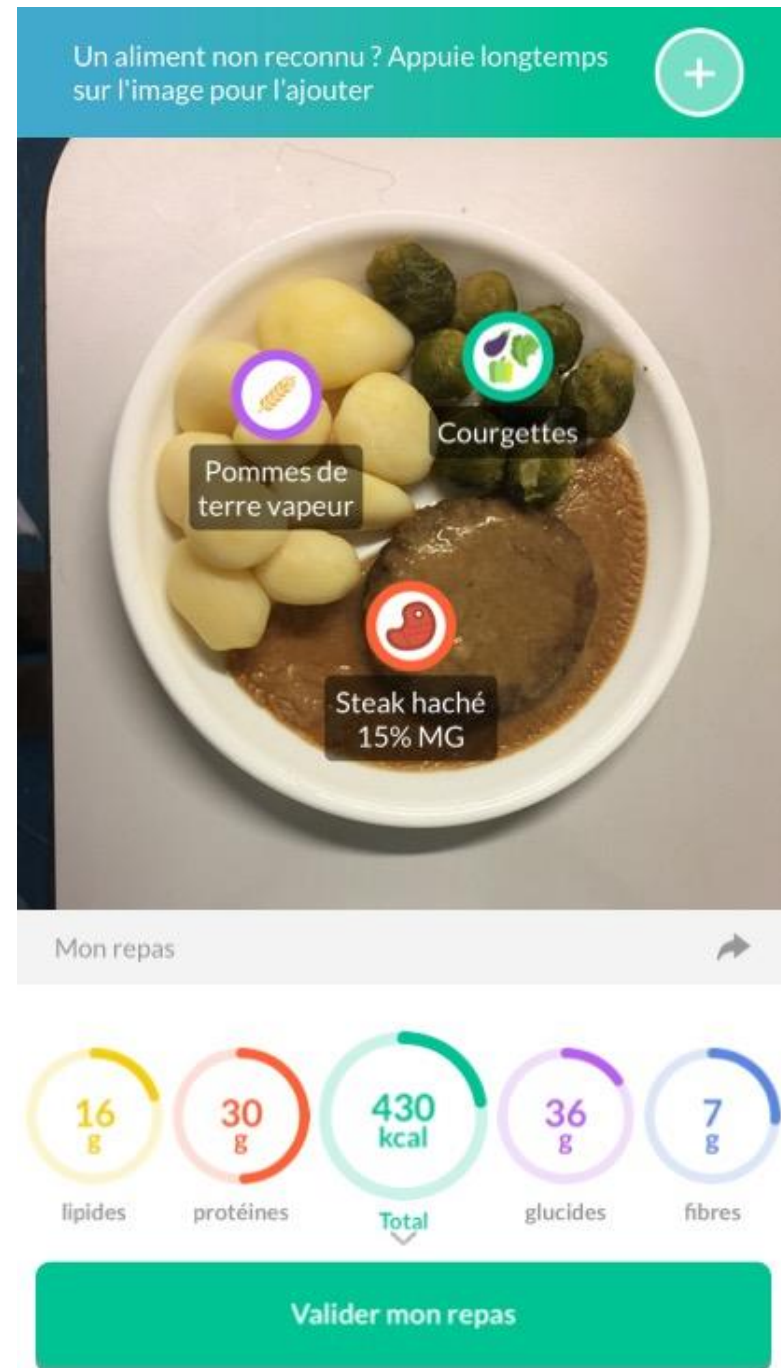 Un aliment non reconnu ? Appuie longtemps
sur l'image pour l'ajouter
+
Courgettes
Pommes de
terre vapeur
Steak haché
15% MG
Mon repas
16
g
lipides
30
g
protéines
430
kcal
Total
36
g
glucides
7
g
fibres
Valider mon repas